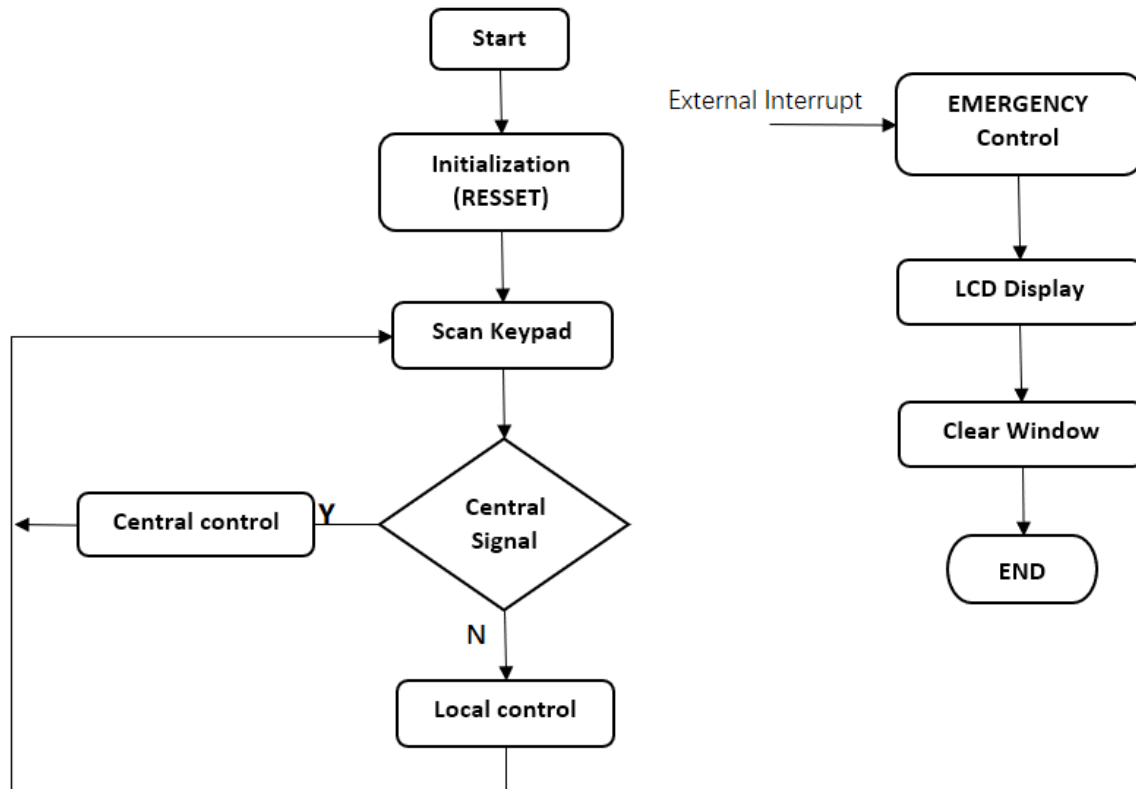 Start
Initialization
(RESSET)
Scan Keypad
Central
Signal
Y
Central control
N
Local control
External Interrupt
EMERGENCY
Control
LCD Display
Clear Window
END